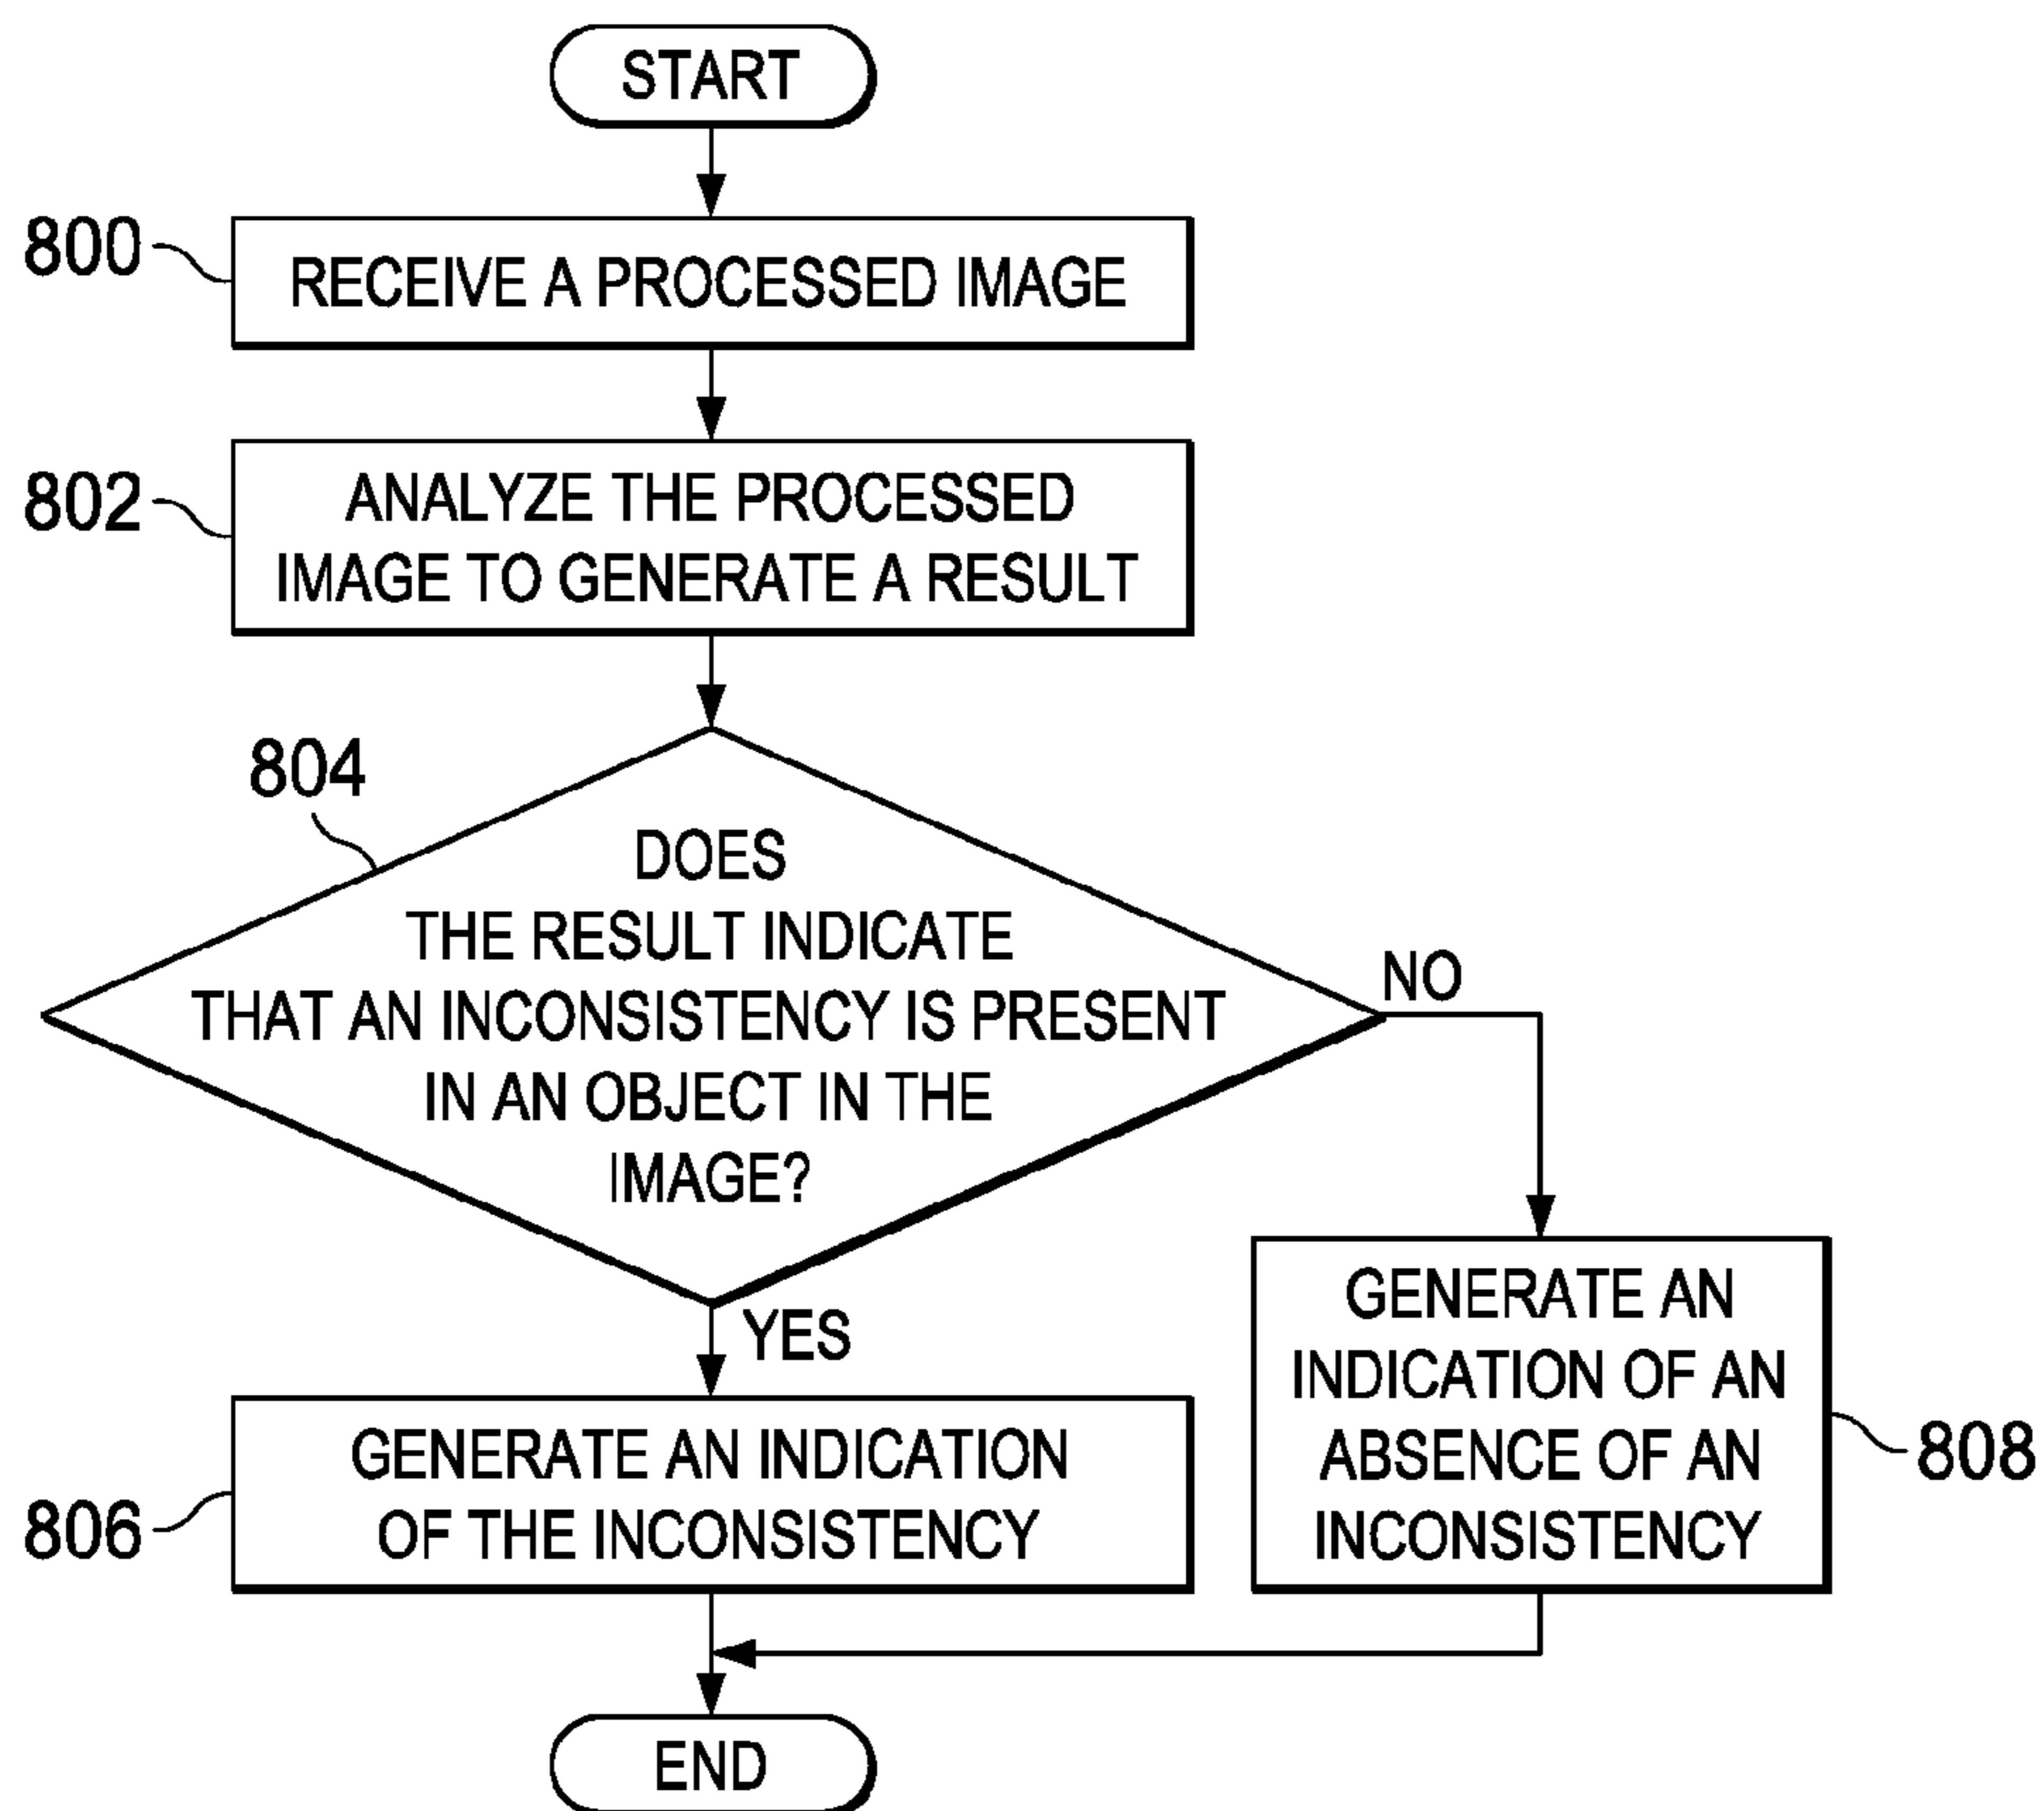 START
800
RECEIVE A PROCESSED IMAGE
802
ANALYZE THE PROCESSED
IMAGE TO GENERATE A RESULT
804
DOES
THE RESULT INDICATE
THAT AN INCONSISTENCY IS PRESENT
IN AN OBJECT IN THE
IMAGE?
NO
YES
806
GENERATE AN INDICATION
OF THE INCONSISTENCY
GENERATE AN
INDICATION OF AN
ABSENCE OF AN
INCONSISTENCY
808
END